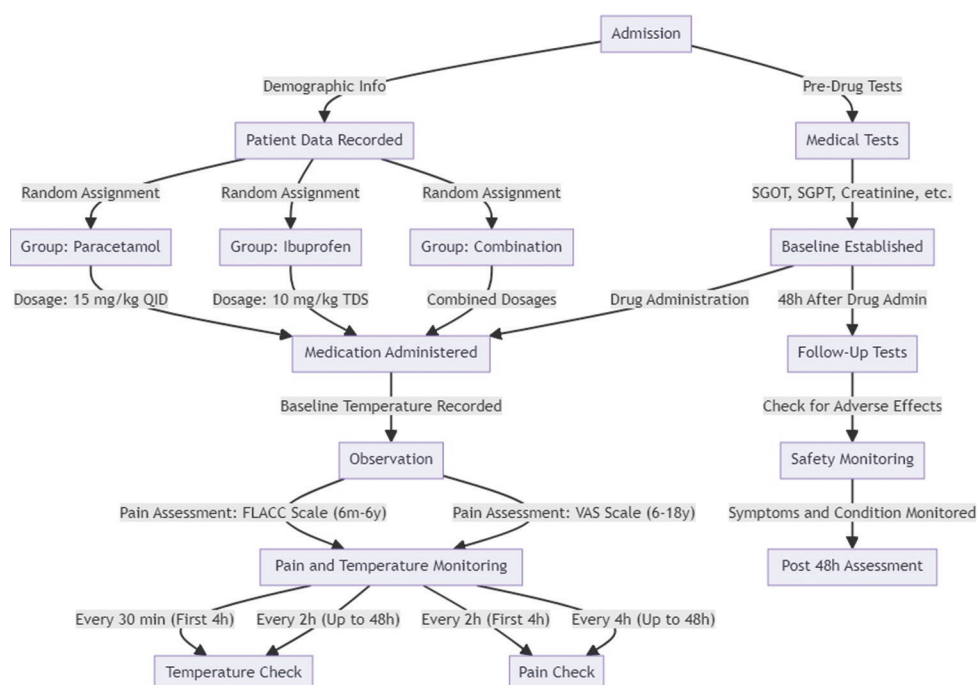 Admission
Demographic Info
Pre-Drug Tests
Patient Data Recorded
Medical Tests
Random Assignment
Random Assignment
Random Assignment
SGOT, SGPT, Creatinine, etc.
Group: Paracetamol
Group: Ibuprofen
Group: Combination
Baseline Established
Dosage: 15 mg/kg QID
Dosage: 10 mg/kg TDS
Combined Dosages
Drug Administration
48h After Drug Admin
Medication Administered
Follow-Up Tests
Baseline Temperature Recorded
Check for Adverse Effects
Observation
Safety Monitoring
Pain Assessment: FLACC Scale (6m-6y)
Pain Assessment: VAS Scale (6-18y)
Symptoms and Condition Monitored
Pain and Temperature Monitoring
Post 48h Assessment
Every 30 min (First 4h)
Every 2h (Up to 48h)
Every 2h (First 4h)
Every 4h (Up to 48h)
Temperature Check
Pain Check